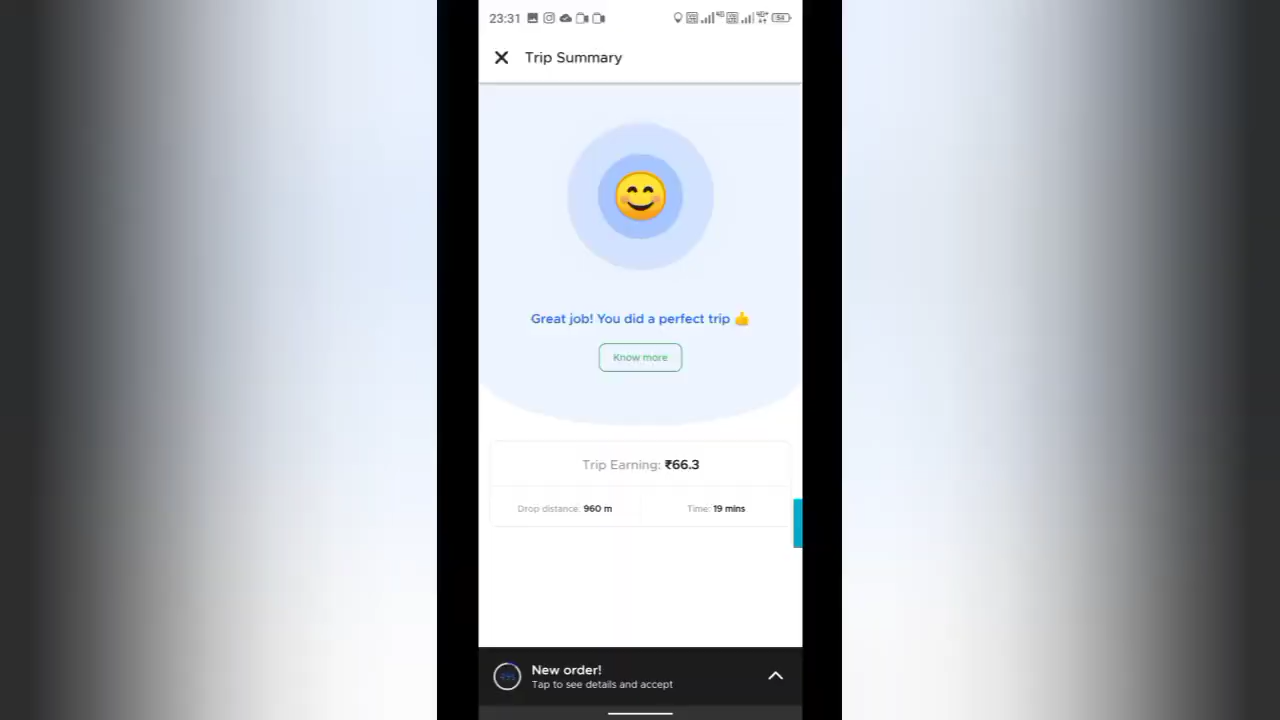 23:31
Trip Summary
Great job! You did a perfect trip 👍
Know more
Trip Earning: ₹66.3
Drop distance: 960 m
Time: 19 mins
New order!
Tap to see details and accept